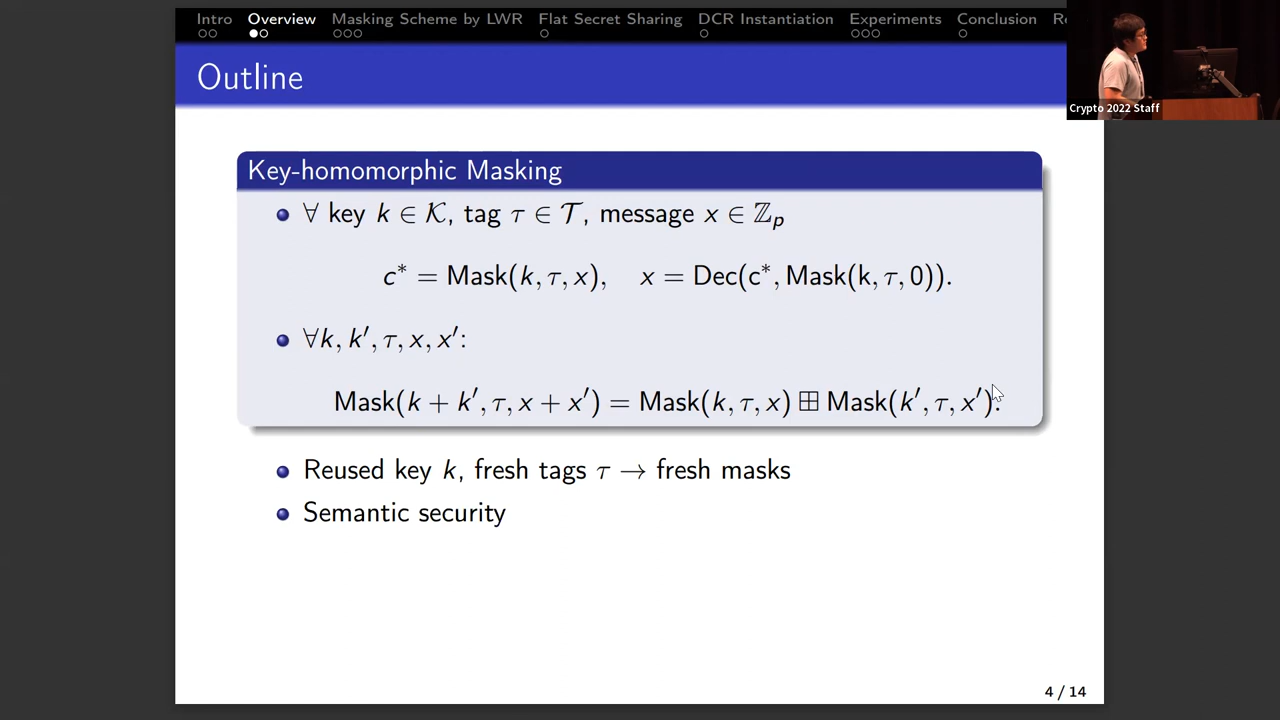 Intro Overview Masking Scheme by LWR Flat Secret Sharing DCR Instantiation Experiments Conclusion
Outline
Crypto 2022 Staff
Key-homomorphic Masking
∀ key k ∈ 𝒦, tag τ ∈ 𝒯, message x ∈ ℤₚ
c* = Mask(k, τ, x), x = Dec(c*, Mask(k, τ, 0)).
∀k, k′, τ, x, x′:
Mask(k + k′, τ, x + x′) = Mask(k, τ, x) ⊞ Mask(k′, τ, x′).
Reused key k, fresh tags τ → fresh masks
Semantic security
4 / 14